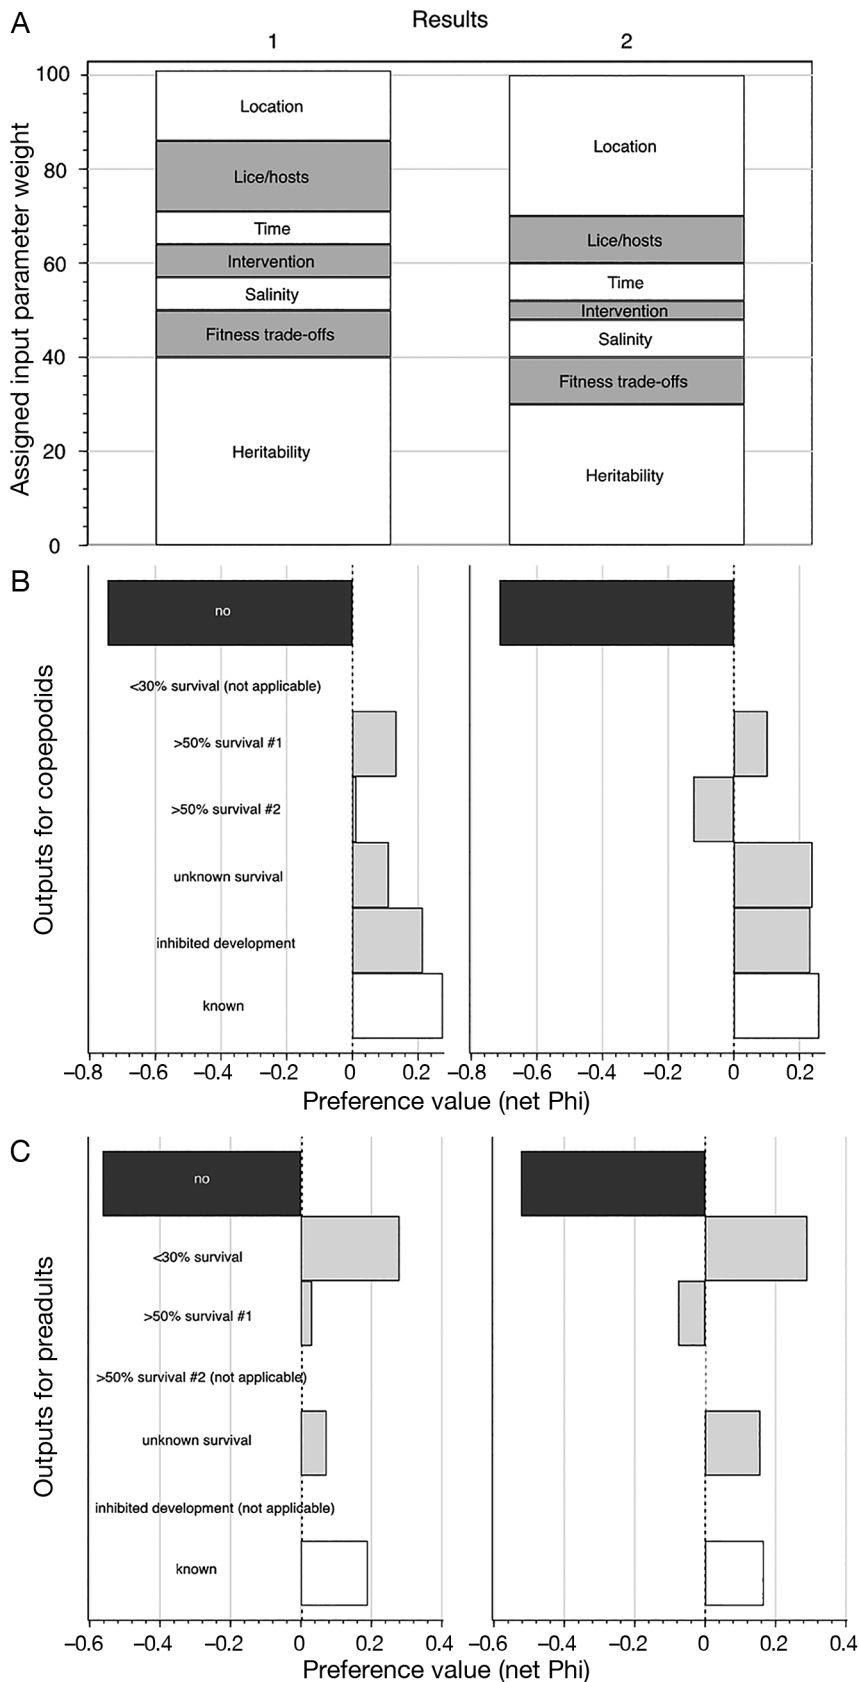 A
Results
1
2
Assigned input parameter weight
100
80
60
40
20
0
Location
Lice/hosts
Time
Intervention
Salinity
Fitness trade-offs
Heritability
Location
Lice/hosts
Time
Intervention
Salinity
Fitness trade-offs
Heritability
B
Outputs for copepodids
no
<30% survival (not applicable)
>50% survival #1
>50% survival #2
unknown survival
inhibited development
known
−0.8 −0.6 −0.4 −0.2 0 0.2 −0.8 −0.6 −0.4 −0.2 0 0.2
Preference value (net Phi)
C
Outputs for preadults
no
<30% survival
>50% survival #1
>50% survival #2 (not applicable)
unknown survival
inhibited development (not applicable)
known
−0.6 −0.4 −0.2 0 0.2 0.4 −0.6 −0.4 −0.2 0 0.2 0.4
Preference value (net Phi)